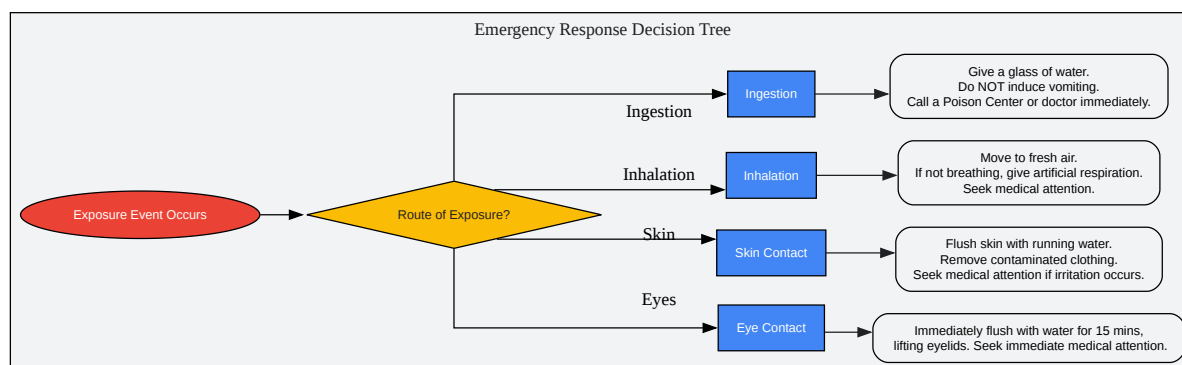 Emergency Response Decision Tree
Exposure Event Occurs
Route of Exposure?
Ingestion
Ingestion
Give a glass of water.
Do NOT induce vomiting.
Call a Poison Center or doctor immediately.
Inhalation
Inhalation
Move to fresh air.
If not breathing, give artificial respiration.
Seek medical attention.
Skin
Skin Contact
Flush skin with running water.
Remove contaminated clothing.
Seek medical attention if irritation occurs.
Eyes
Eye Contact
Immediately flush with water for 15 mins,
lifting eyelids. Seek immediate medical attention.